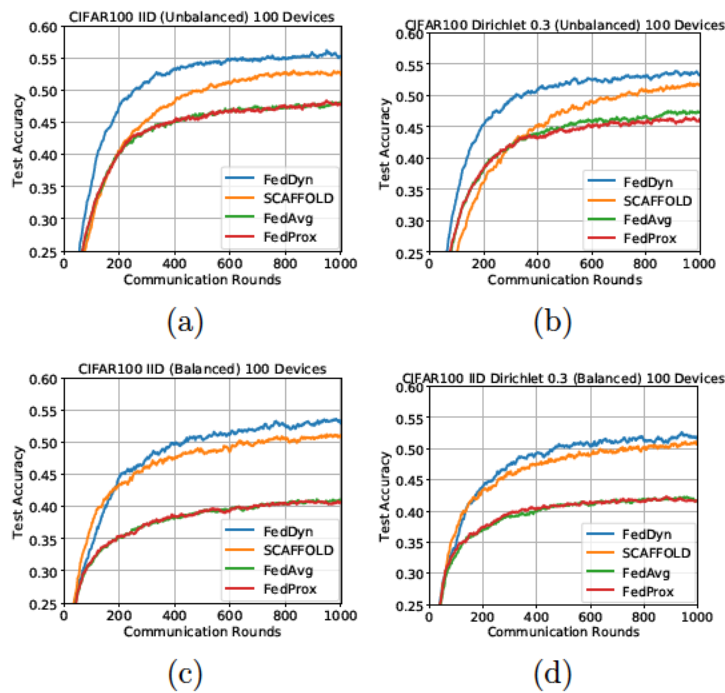 CIFAR100 IID (Unbalanced) 100 Devices
0.60
0.55
0.50
0.45
0.40
0.35
0.30
0.25
Test Accuracy
FedDyn
SCAFFOLD
FedAvg
FedProx
0 200 400 600 800 1000
Communication Rounds
(a)
CIFAR100 Dirichlet 0.3 (Unbalanced) 100 Devices
0.60
0.55
0.50
0.45
0.40
0.35
0.30
0.25
Test Accuracy
FedDyn
SCAFFOLD
FedAvg
FedProx
0 200 400 600 800 1000
Communication Rounds
(b)
CIFAR100 IID (Balanced) 100 Devices
0.60
0.55
0.50
0.45
0.40
0.35
0.30
0.25
Test Accuracy
FedDyn
SCAFFOLD
FedAvg
FedProx
0 200 400 600 800 1000
Communication Rounds
(c)
CIFAR100 IID Dirichlet 0.3 (Balanced) 100 Devices
0.60
0.55
0.50
0.45
0.40
0.35
0.30
0.25
Test Accuracy
FedDyn
SCAFFOLD
FedAvg
FedProx
0 200 400 600 800 1000
Communication Rounds
(d)